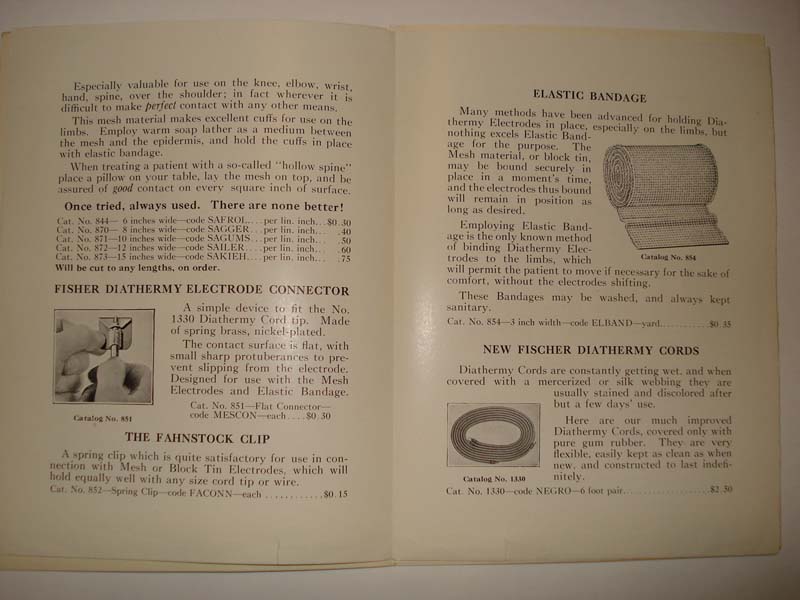 Especially valuable for use on the knee, elbow, wrist,
hand, spine, over the shoulder; in fact wherever it is
difficult to make perfect contact with any other means.
This mesh material makes excellent cuffs for use on the
limbs. Employ warm soap lather as a medium between
the mesh and the epidermis, and hold the cuffs in place
with elastic bandage.
When treating a patient with a so-called "hollow spine"
place a pillow on your table, lay the mesh on top, and be
assured of good contact on every square inch of surface.
Once tried, always used. There are none better!
Cat. No. 844— 6 inches wide—code SAFROL....per lin. inch...$0.30
Cat. No. 870— 8 inches wide—code SAGGER...per lin. inch... .40
Cat. No. 871—10 inches wide—code SAGUMS...per lin. inch... .50
Cat. No. 872—12 inches wide—code SAILER....per lin. inch... .60
Cat. No. 873—15 inches wide—code SAKIEH....per lin. inch... .75
Will be cut to any lengths, on order.
FISHER DIATHERMY ELECTRODE CONNECTOR
A simple device to fit the No.
1330 Diathermy Cord tip. Made
of spring brass, nickel-plated.
The contact surface is flat, with
small sharp protuberances to pre-
vent slipping from the electrode.
Designed for use with the Mesh
Electrodes and Elastic Bandage.
Cat. No. 851—Flat Connector—
code MESCON—each....$0.30
Catalog No. 851
THE FAHNSTOCK CLIP
A spring clip which is quite satisfactory for use in con-
nection with Mesh or Block Tin Electrodes, which will
hold equally well with any size cord tip or wire.
Cat. No. 852—Spring Clip—code FACONN—each ............$0.15
ELASTIC BANDAGE
Many methods have been advanced for holding Dia-
thermy Electrodes in place, especially on the limbs, but
nothing excels Elastic Band-
age for the purpose. The
Mesh material, or block tin,
may be bound securely in
place in a moment's time,
and the electrodes thus bound
will remain in position as
long as desired.
Employing Elastic Band-
age is the only known method
of binding Diathermy Elec-
trodes to the limbs, which
Catalog No. 854
will permit the patient to move if necessary for the sake of
comfort, without the electrodes shifting.
These Bandages may be washed, and always kept
sanitary.
Cat. No. 854—3 inch width—code ELBAND—yard...........$0.35
NEW FISCHER DIATHERMY CORDS
Diathermy Cords are constantly getting wet, and when
covered with a mercerized or silk webbing they are
usually stained and discolored after
but a few days' use.
Here are our much improved
Diathermy Cords, covered only with
pure gum rubber. They are very
flexible, easily kept as clean as when
new, and constructed to last indefi-
nitely.
Catalog No. 1330
Cat. No. 1330—code NEGRO—6 foot pair....................$2.50